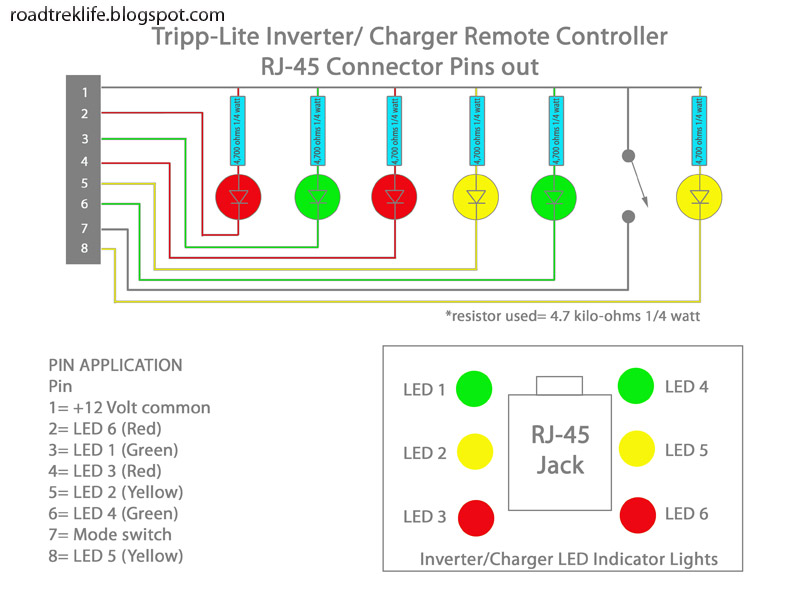 roadtreklife.blogspot.com
Tripp-Lite Inverter/ Charger Remote Controller
RJ-45 Connector Pins out
1
2
3
4
5
6
7
8
4,700 ohms 1/4 watt
4,700 ohms 1/4 watt
4,700 ohms 1/4 watt
4,700 ohms 1/4 watt
4,700 ohms 1/4 watt
4,700 ohms 1/4 watt
*resistor used= 4.7 kilo-ohms 1/4 watt
PIN APPLICATION
Pin
1= +12 Volt common
2= LED 6 (Red)
3= LED 1 (Green)
4= LED 3 (Red)
5= LED 2 (Yellow)
6= LED 4 (Green)
7= Mode switch
8= LED 5 (Yellow)
LED 1
LED 2
LED 3
RJ-45
Jack
LED 4
LED 5
LED 6
Inverter/Charger LED Indicator Lights